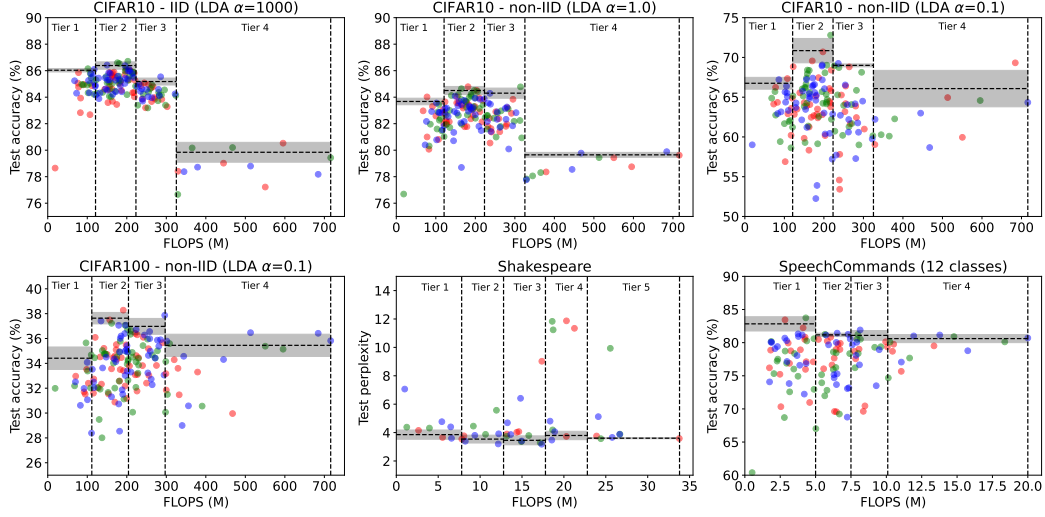 CIFAR10 - IID (LDA α=1000)
Tier 1 Tier 2 Tier 3 Tier 4
Test accuracy (%)
90
88
86
84
82
80
78
76
0 100 200 300 400 500 600 700
FLOPS (M)
CIFAR10 - non-IID (LDA α=1.0)
Tier 1 Tier 2 Tier 3 Tier 4
Test accuracy (%)
90
88
86
84
82
80
78
76
0 100 200 300 400 500 600 700
FLOPS (M)
CIFAR10 - non-IID (LDA α=0.1)
Tier 1 Tier 2 Tier 3 Tier 4
Test accuracy (%)
75
70
65
60
55
50
0 100 200 300 400 500 600 700
FLOPS (M)
CIFAR100 - non-IID (LDA α=0.1)
Tier 1 Tier 2 Tier 3 Tier 4
Test accuracy (%)
40
38
36
34
32
30
28
26
0 100 200 300 400 500 600 700
FLOPS (M)
Shakespeare
Tier 1 Tier 2 Tier 3 Tier 4 Tier 5
Test perplexity
14
12
10
8
6
4
2
0 5 10 15 20 25 30 35
FLOPS (M)
SpeechCommands (12 classes)
Tier 1 Tier 2 Tier 3 Tier 4
Test accuracy (%)
90
85
80
75
70
65
60
0.0 2.5 5.0 7.5 10.0 12.5 15.0 17.5 20.0
FLOPS (M)